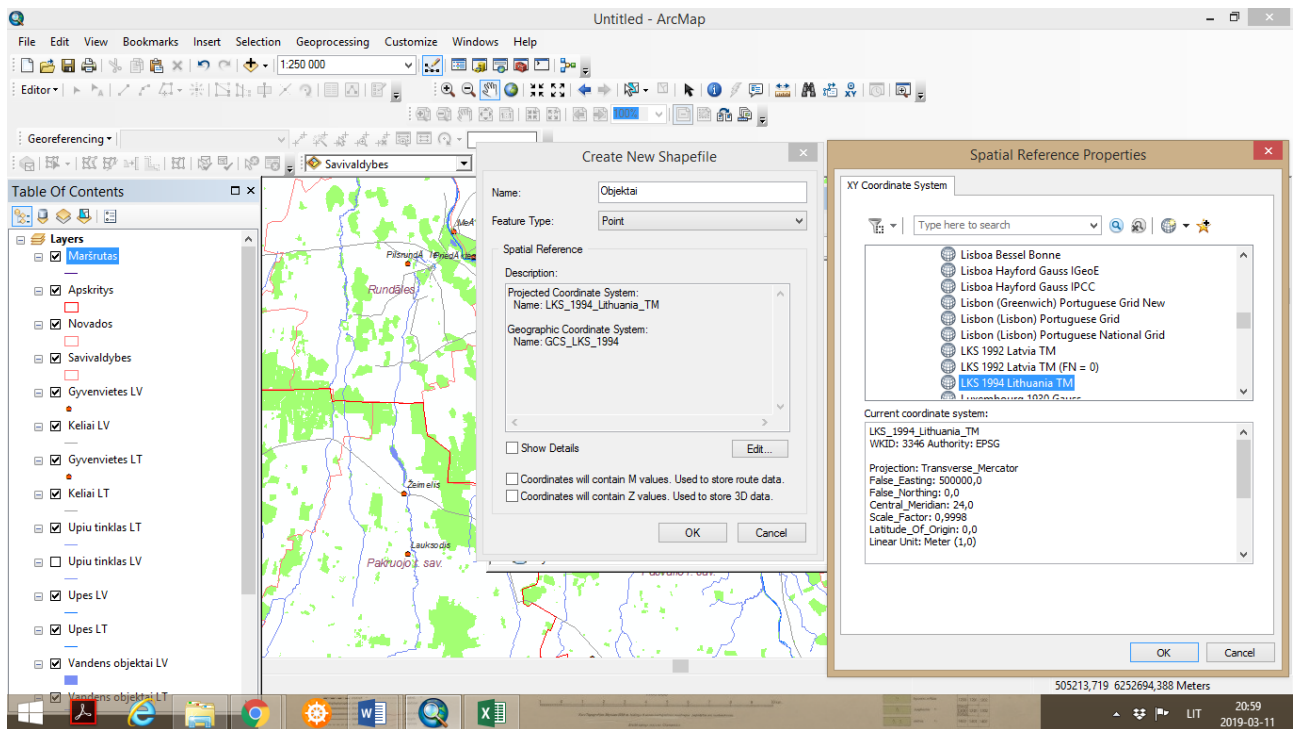 Untitled - ArcMap
File Edit View Bookmarks Insert Selection Geoprocessing Customize Windows Help
1:250 000
Editor
100%
Georeferencing
Savivaldybes
Table Of Contents
Layers
Maršrutas
Apskritys
Novados
Savivaldybes
Gyvenvietes LV
Keliai LV
Gyvenvietes LT
Keliai LT
Upiu tinklas LT
Upiu tinklas LT
Upes LV
Upes LT
Vandens objektai LV
Vandens objektai LT
Rundāles
Žeimelis
Lauksodis
Pakruojo r. sav.
Create New Shapefile
Name: Objektai
Feature Type: Point
Spatial Reference
Description:
Projected Coordinate System:
Name: LKS_1994_Lithuania_TM
Geographic Coordinate System:
Name: GCS_LKS_1994
Show Details
Edit...
Coordinates will contain M values. Used to store route data.
Coordinates will contain Z values. Used to store 3D data.
OK Cancel
Spatial Reference Properties
XY Coordinate System
Type here to search
Lisboa Bessel Bonne
Lisboa Hayford Gauss IGeoE
Lisboa Hayford Gauss IPCC
Lisbon (Greenwich) Portuguese Grid New
Lisbon (Lisbon) Portuguese Grid
Lisbon (Lisbon) Portuguese National Grid
LKS 1992 Latvia TM
LKS 1992 Latvia TM (FN = 0)
LKS 1994 Lithuania TM
Luxembourg 1930 Gauss
Current coordinate system:
LKS_1994_Lithuania_TM
WKID: 3346 Authority: EPSG
Projection: Transverse_Mercator
False_Easting: 500000,0
False_Northing: 0,0
Central_Meridian: 24,0
Scale_Factor: 0,9998
Latitude_Of_Origin: 0,0
Linear Unit: Meter (1,0)
OK Cancel
505213,719 6252694,388 Meters
LIT
20:59
2019-03-11